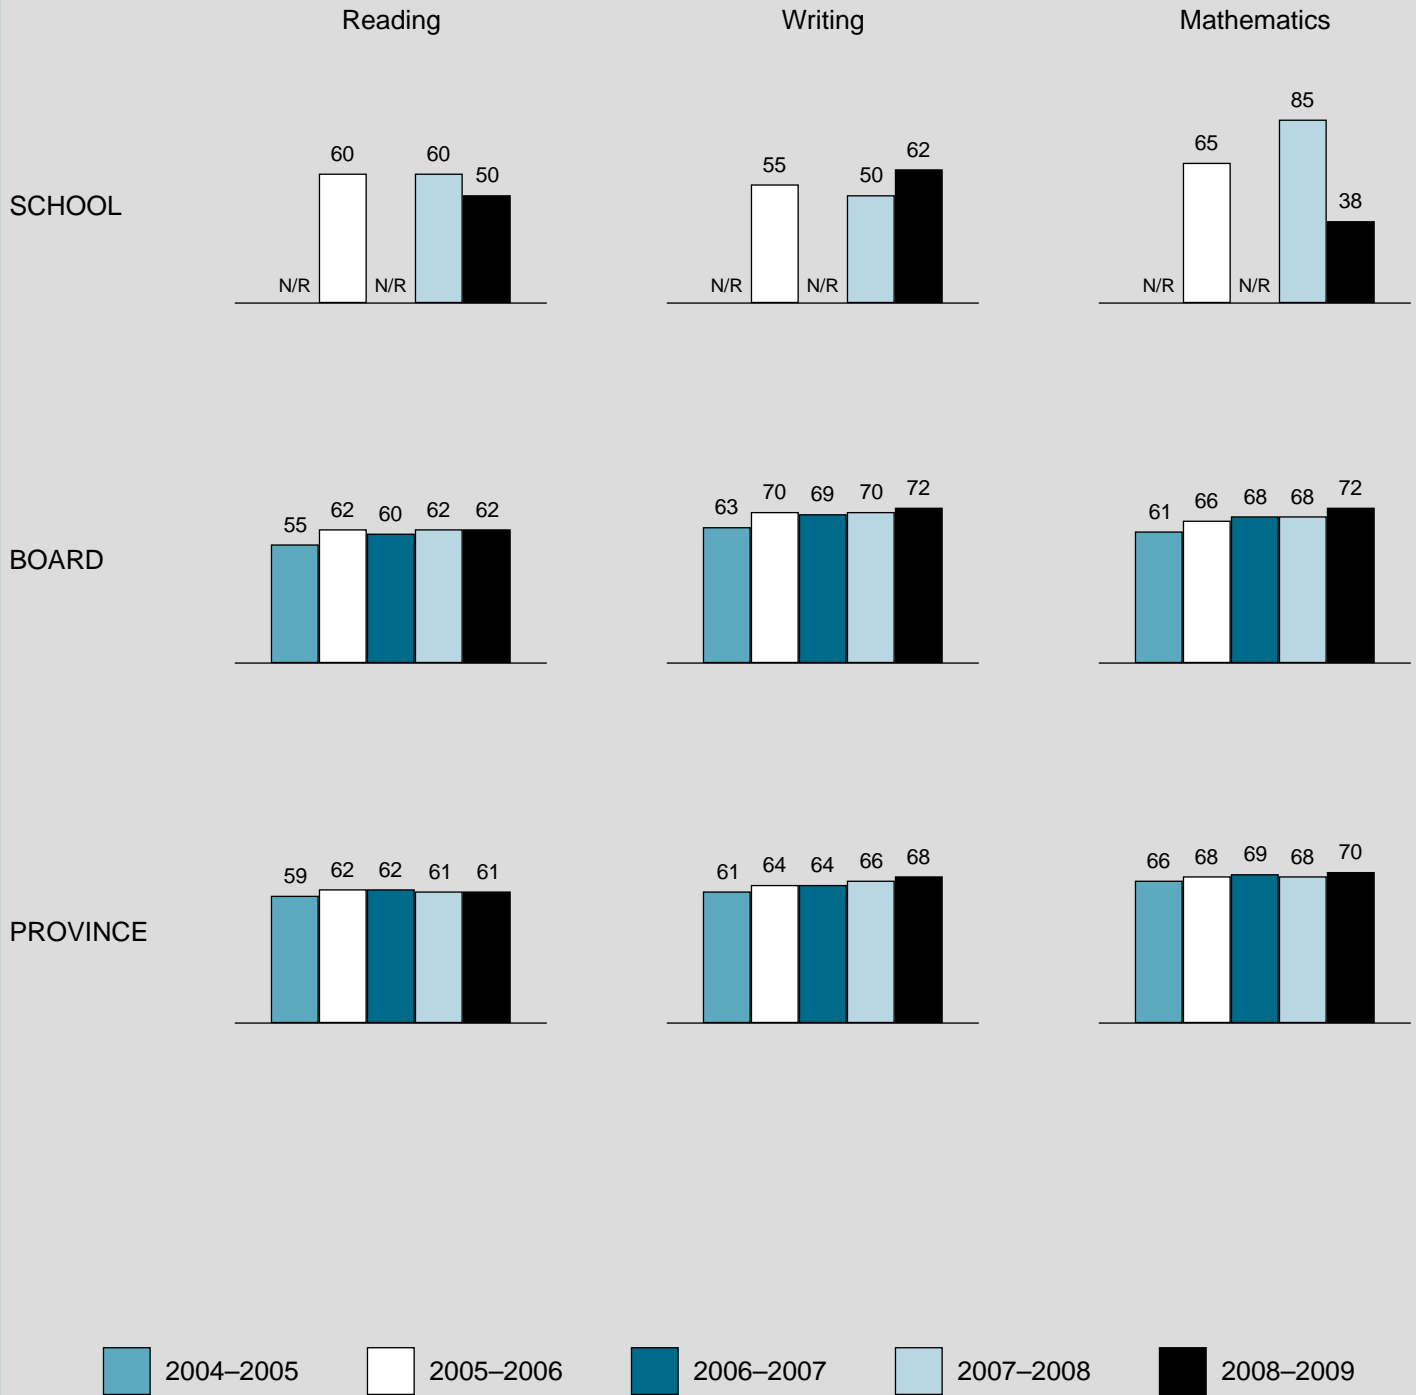 Reading Writing Mathematics
SCHOOL
N/R 60 N/R 60 50
N/R 55 N/R 50 62
N/R 65 N/R 85 38
BOARD
55 62 60 62 62
63 70 69 70 72
61 66 68 68 72
PROVINCE
59 62 62 61 61
61 64 64 66 68
66 68 69 68 70
2004–2005 2005–2006 2006–2007 2007–2008 2008–2009